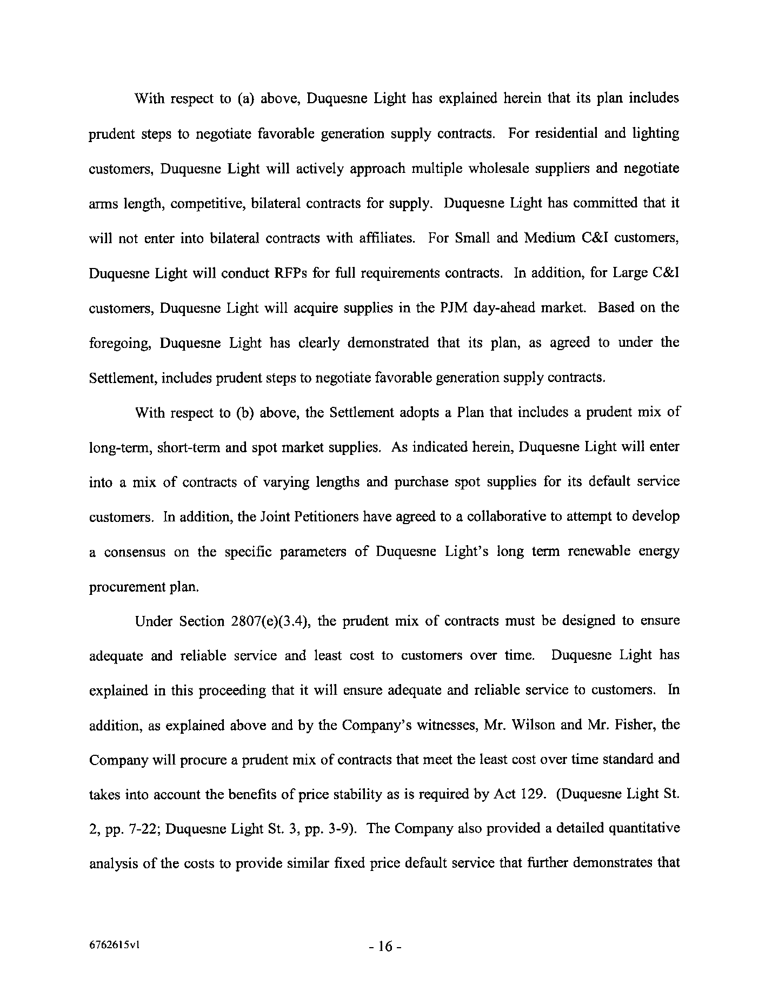 With respect to (a) above, Duquesne Light has explained herein that its plan includes
prudent steps to negotiate favorable generation supply contracts. For residential and lighting
customers, Duquesne Light will actively approach multiple wholesale suppliers and negotiate
arms length, competitive, bilateral contracts for supply. Duquesne Light has committed that it
will not enter into bilateral contracts with affiliates. For Small and Medium C&I customers,
Duquesne Light will conduct RFPs for full requirements contracts. In addition, for Large C&I
customers, Duquesne Light will acquire supplies in the PJM day-ahead market. Based on the
foregoing, Duquesne Light has clearly demonstrated that its plan, as agreed to under the
Settlement, includes prudent steps to negotiate favorable generation supply contracts.
With respect to (b) above, the Settlement adopts a Plan that includes a prudent mix of
long-term, short-term and spot market supplies. As indicated herein, Duquesne Light will enter
into a mix of contracts of varying lengths and purchase spot supplies for its default service
customers. In addition, the Joint Petitioners have agreed to a collaborative to attempt to develop
a consensus on the specific parameters of Duquesne Light's long term renewable energy
procurement plan.
Under Section 2807(e)(3.4), the prudent mix of contracts must be designed to ensure
adequate and reliable service and least cost to customers over time. Duquesne Light has
explained in this proceeding that it will ensure adequate and reliable service to customers. In
addition, as explained above and by the Company's witnesses, Mr. Wilson and Mr. Fisher, the
Company will procure a prudent mix of contracts that meet the least cost over time standard and
takes into account the benefits of price stability as is required by Act 129. (Duquesne Light St.
2, pp. 7-22; Duquesne Light St. 3, pp. 3-9). The Company also provided a detailed quantitative
analysis of the costs to provide similar fixed price default service that further demonstrates that
6762615v1
- 16 -